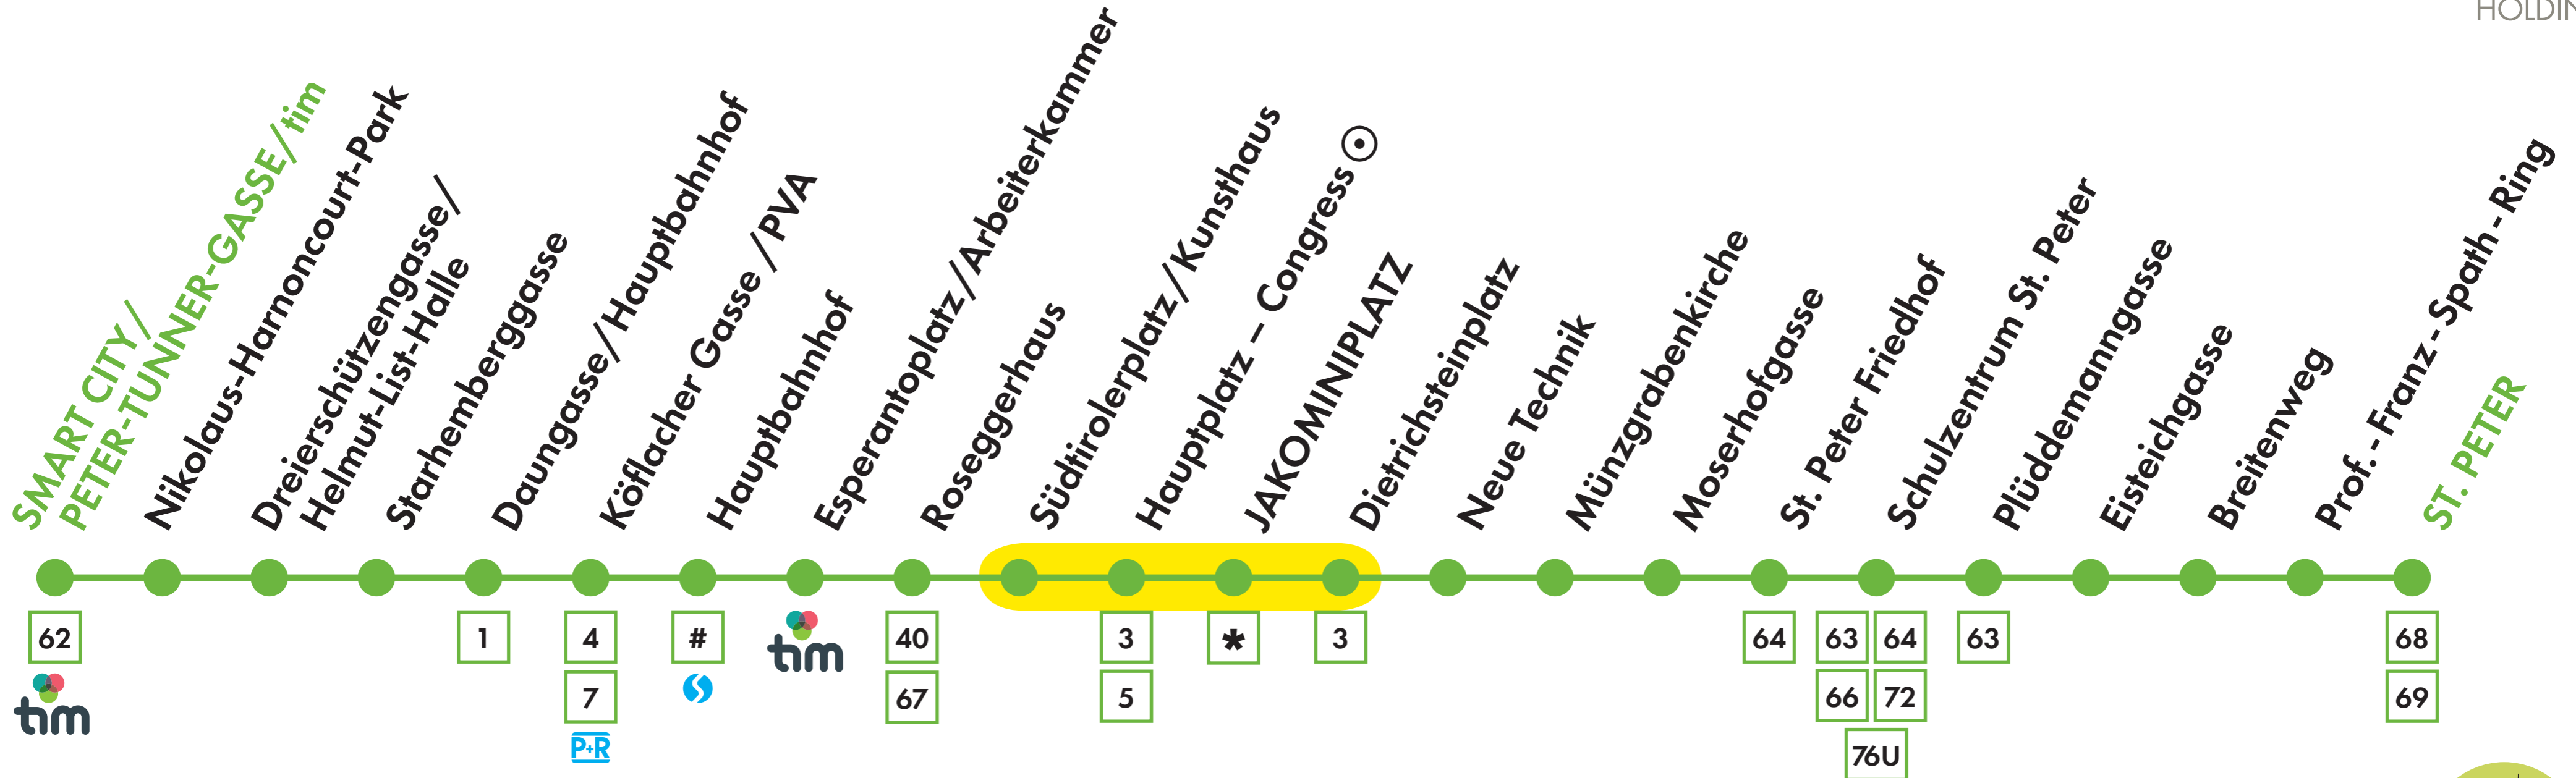 HOLDIN
SMART CITY/
PETER-TUNNER-GASSE/tim
Nikolaus-Harnoncourt-Park
Dreierschützengasse/
Helmut-List-Halle
Starhemberggasse
Daungasse/Hauptbahnhof
Köflacher Gasse /PVA
Hauptbahnhof
Esperantoplatz/Arbeiterkammer
Roseggerhaus
Südtirolerplatz/Kunsthaus
Hauptplatz – Congress
JAKOMINIPLATZ
Dietrichsteinplatz
Neue Technik
Münzgrabenkirche
Moserhofgasse
St. Peter Friedhof
Schulzentrum St. Peter
Plüddemanngasse
Eisteichgasse
Breitenweg
Prof.-Franz-Spath-Ring
ST. PETER
62
tim
1
4
7
P+R
#
tim
40
67
3
5
*
3
64
63 64
66 72
76U
63
68
69